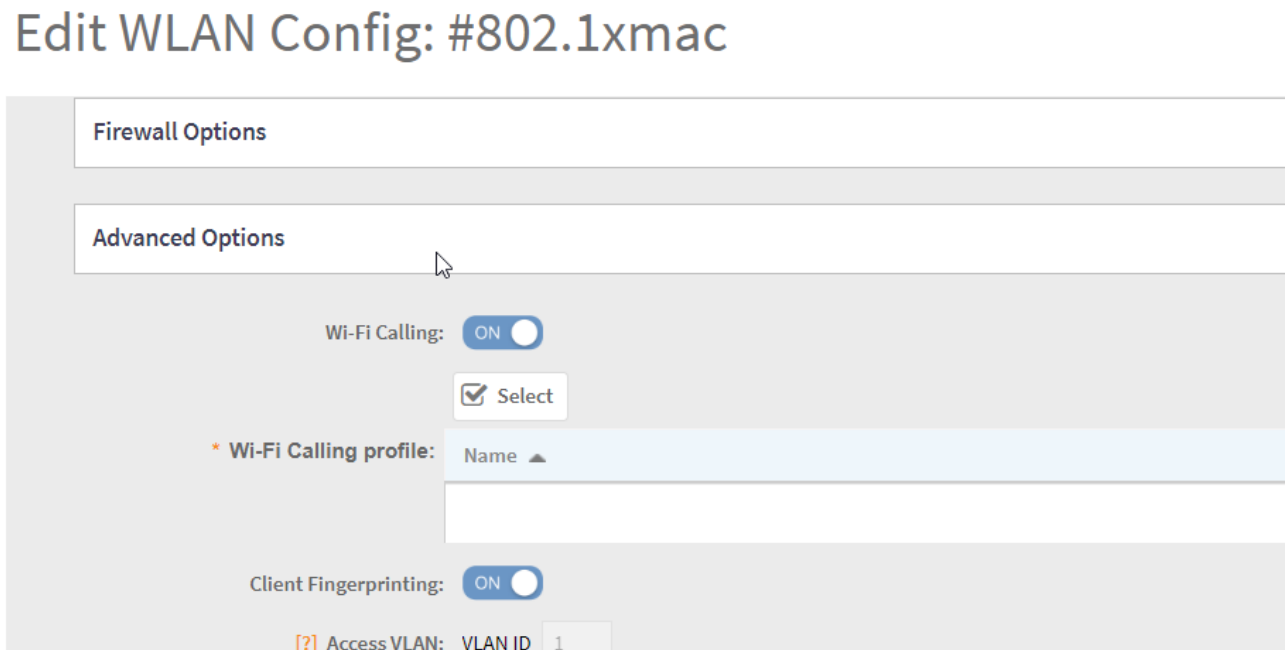 Edit WLAN Config: #802.1xmac
Firewall Options
Advanced Options
Wi-Fi Calling: ON
Select
* Wi-Fi Calling profile: Name
Client Fingerprinting: ON
[?] Access VLAN: VLAN ID 1